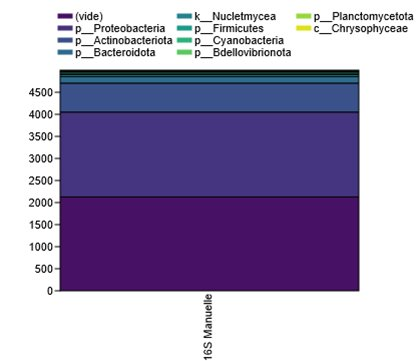 (vide)
p__Proteobacteria
p__Actinobacteriota
p__Bacteroidota
k__Nucletmycea
p__Firmicutes
p__Cyanobacteria
p__Bdellovibrionota
p__Planctomycetota
c__Chrysophyceae
4500
4000
3500
3000
2500
2000
1500
1000
500
0
16S Manuelle